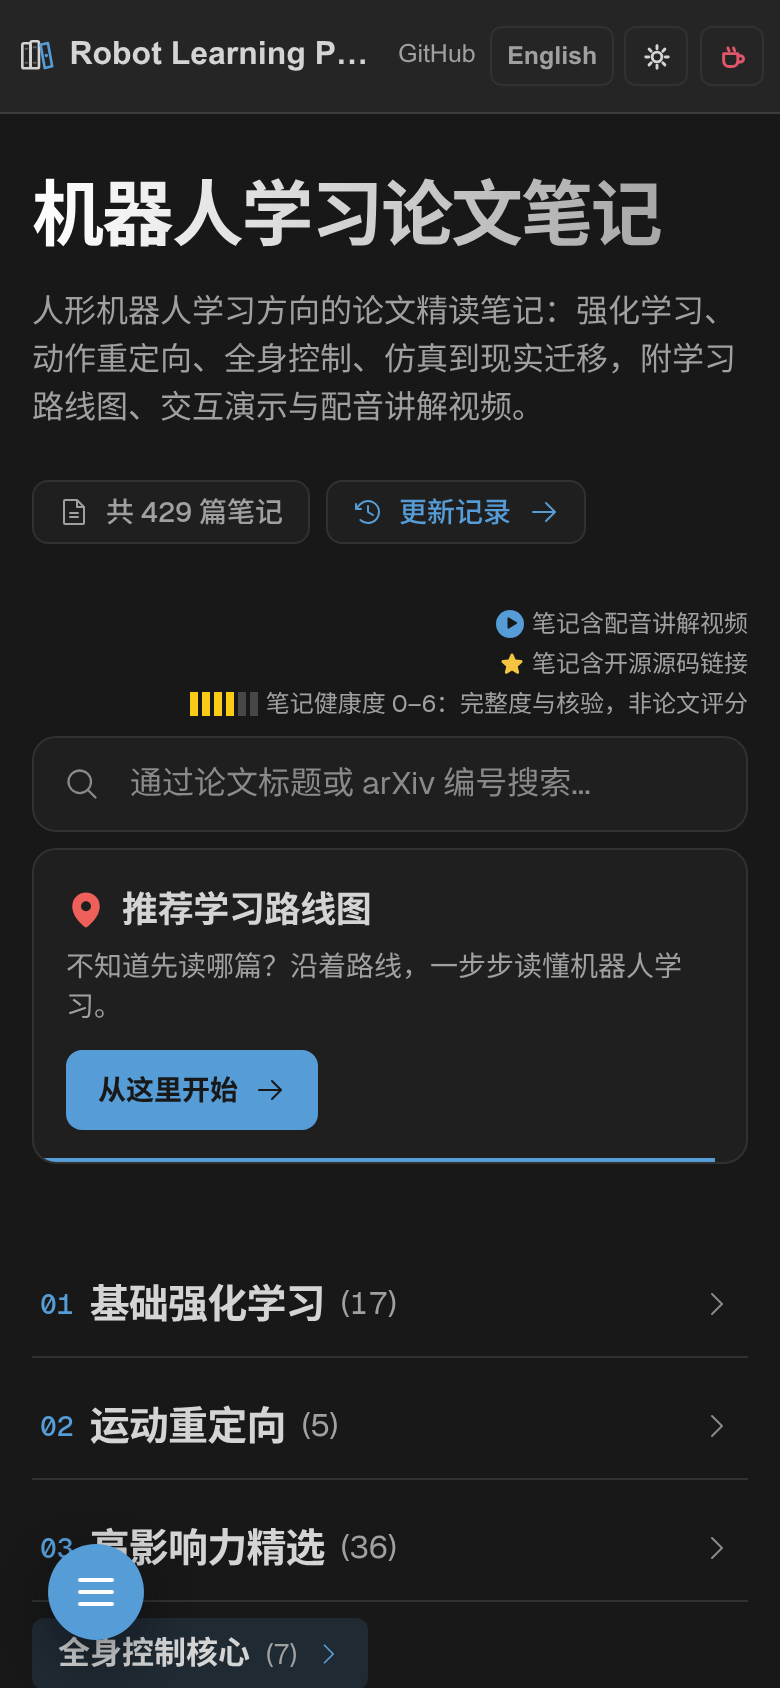 Robot Learning P...
GitHub
English
机器人学习论文笔记
人形机器人学习方向的论文精读笔记：强化学习、
动作重定向、全身控制、仿真到现实迁移，附学习
路线图、交互演示与配音讲解视频。
共 429 篇笔记
更新记录 →
笔记含配音讲解视频
笔记含开源源码链接
笔记健康度 0–6：完整度与核验，非论文评分
通过论文标题或 arXiv 编号搜索...
推荐学习路线图
不知道先读哪篇？沿着路线，一步步读懂机器人学
习。
从这里开始 →
01 基础强化学习 (17)
02 运动重定向 (5)
03 高影响力精选 (36)
全身控制核心 (7)